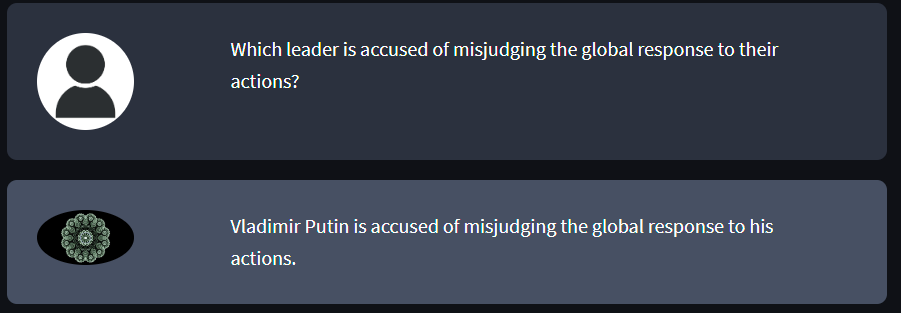 Which leader is accused of misjudging the global response to their
actions?
Vladimir Putin is accused of misjudging the global response to his
actions.